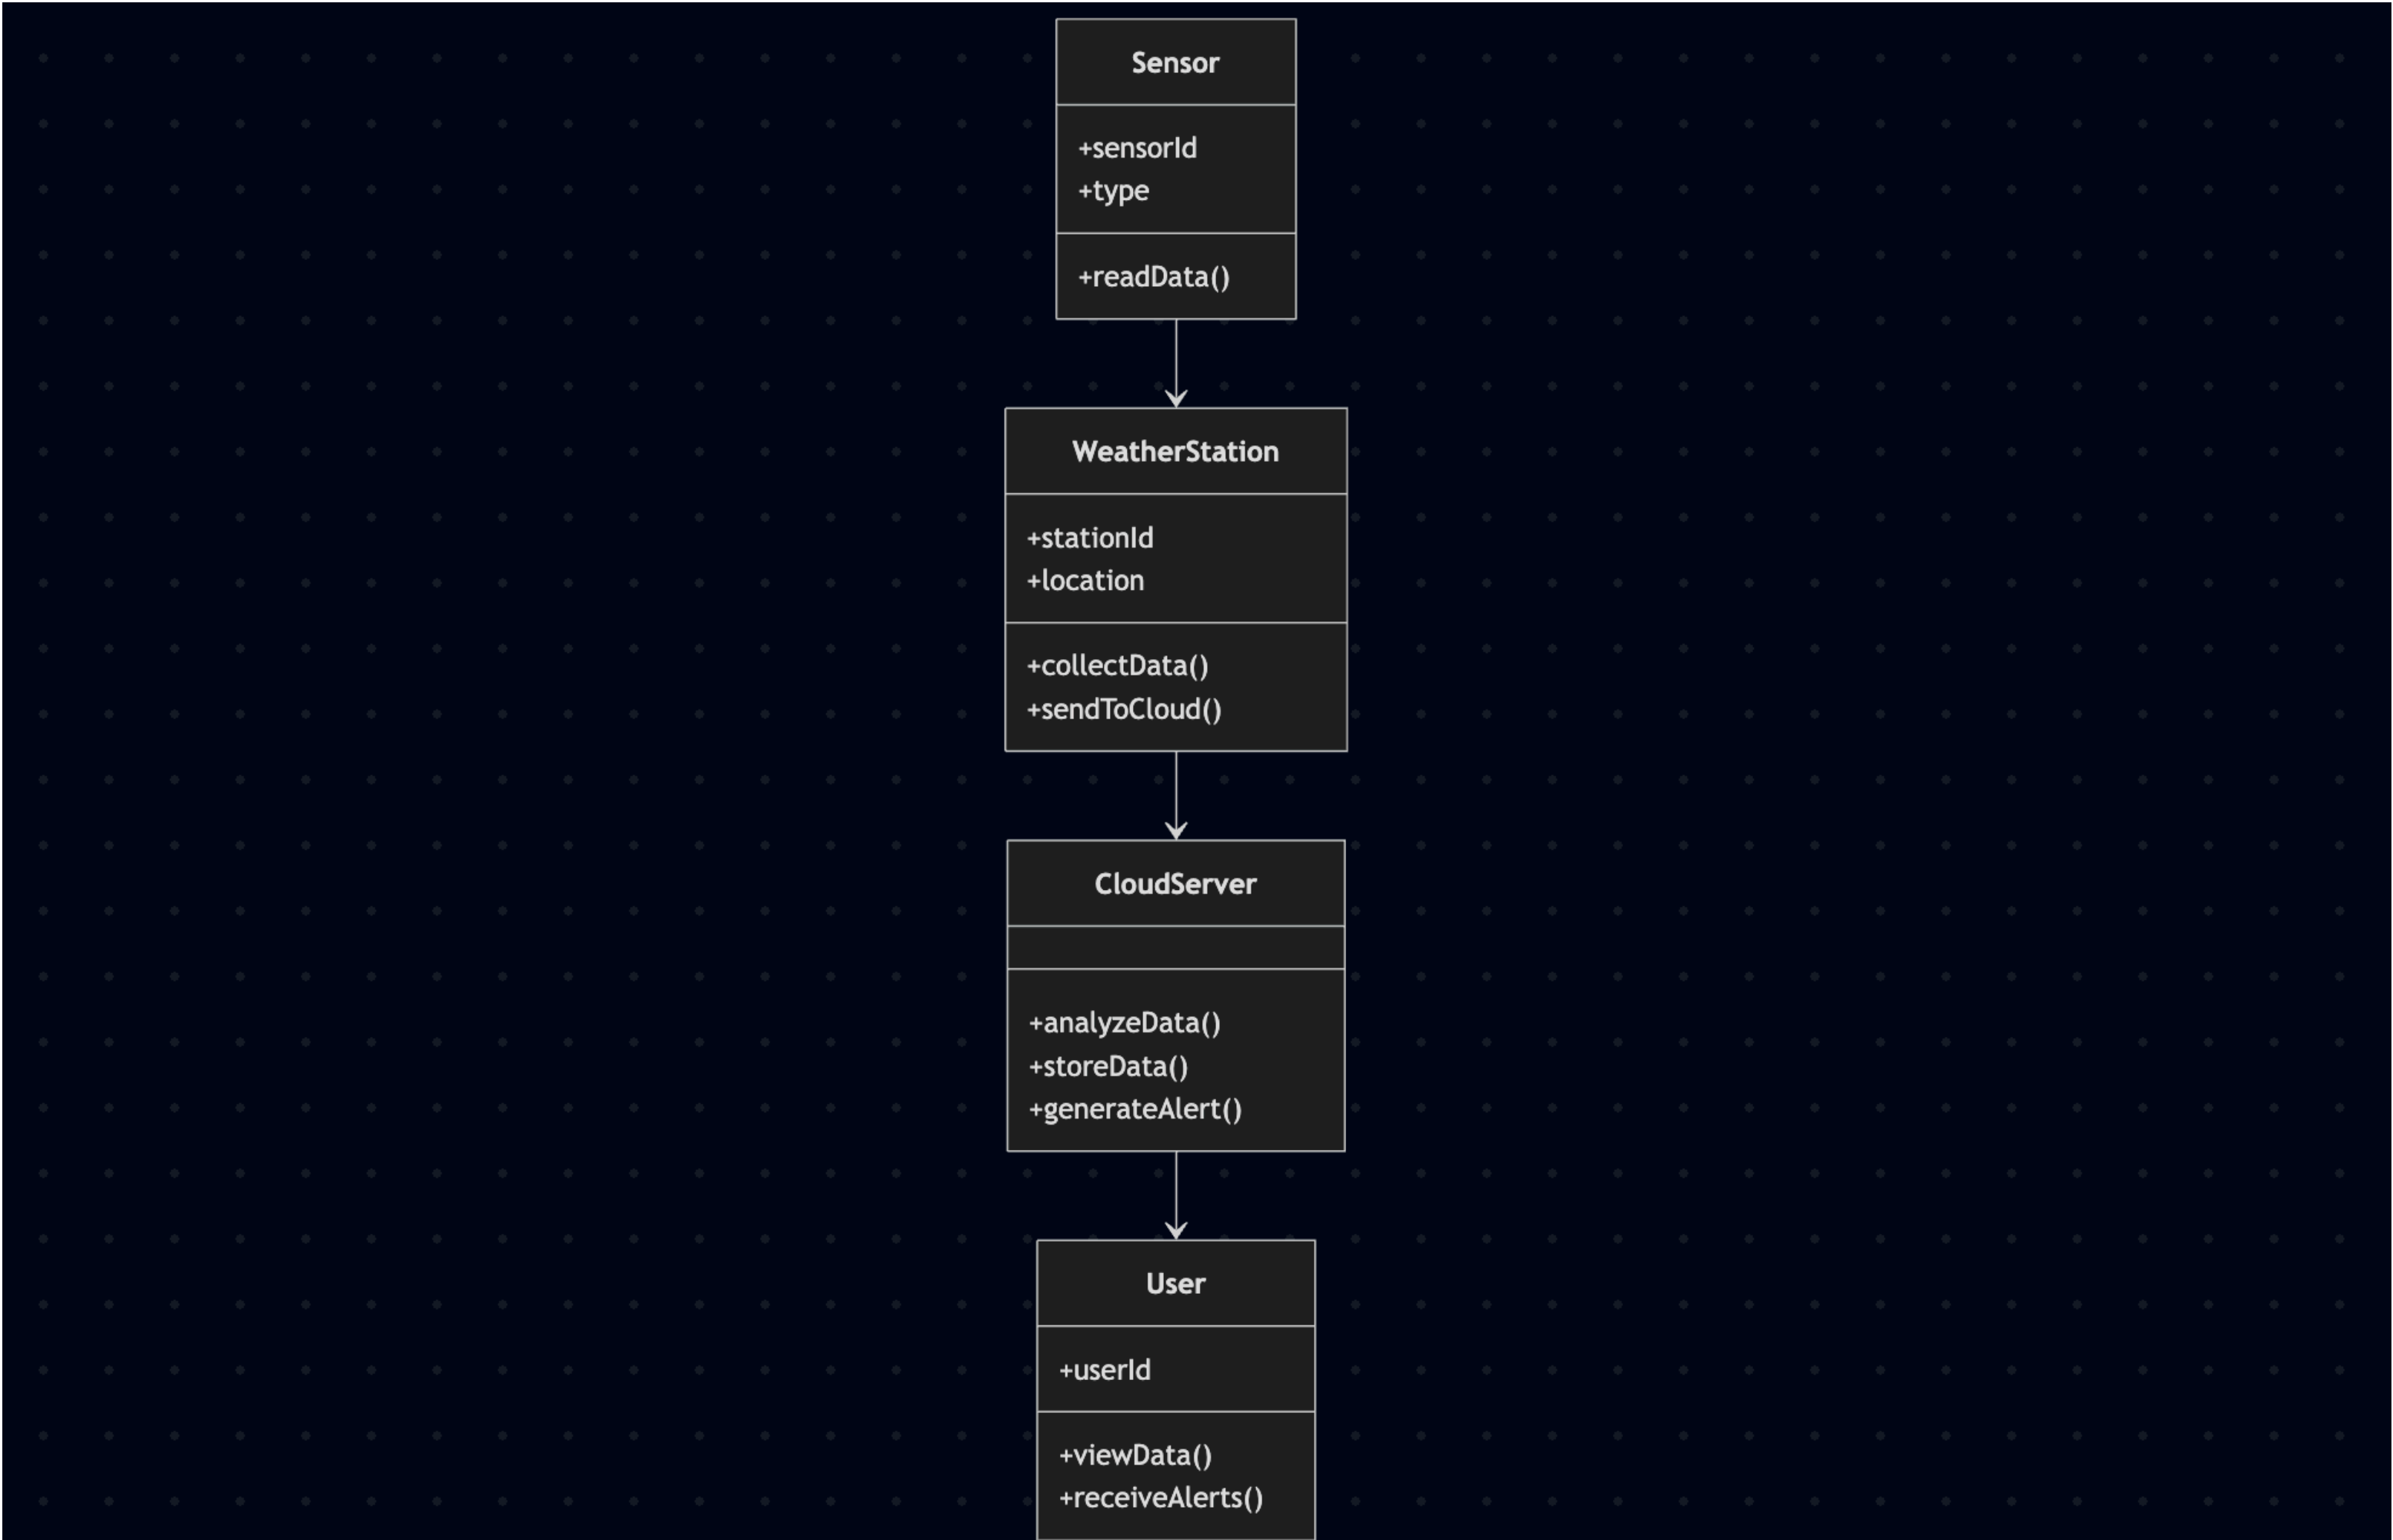 Sensor
+sensorId
+type
+readData()
WeatherStation
+stationId
+location
+collectData()
+sendToCloud()
CloudServer
+analyzeData()
+storeData()
+generateAlert()
User
+userId
+viewData()
+receiveAlerts()